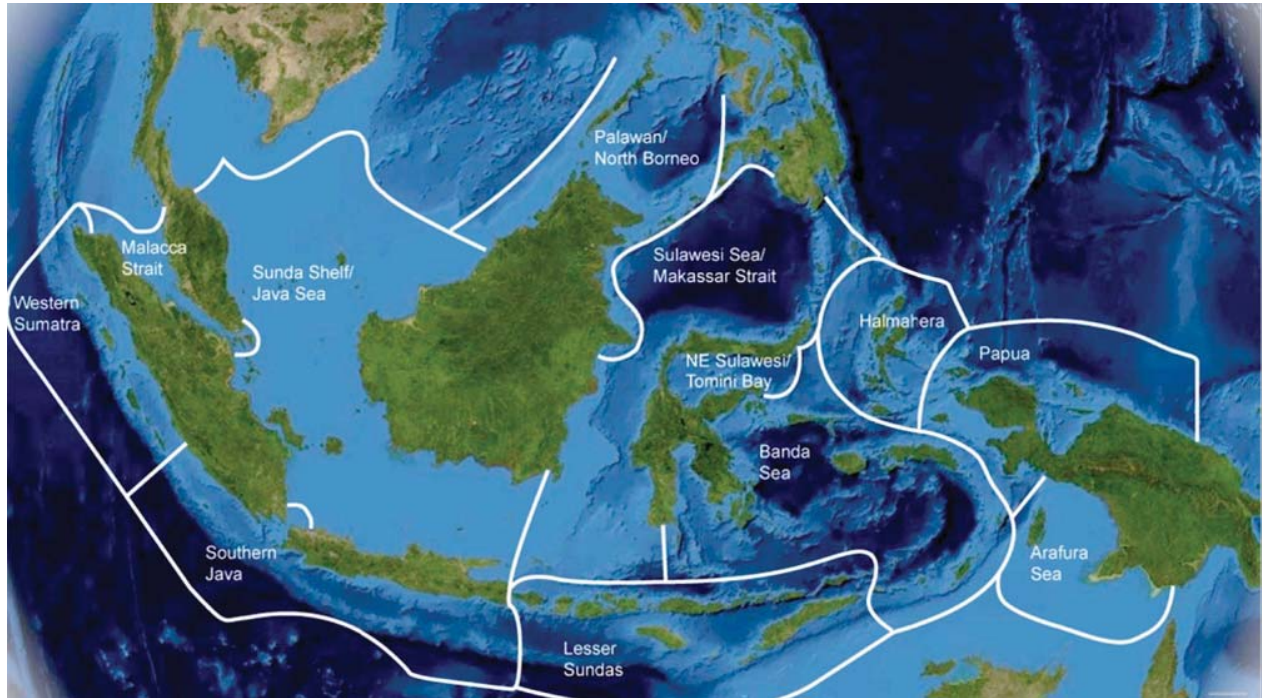 Palawan/
North Borneo
Malacca
Strait
Sunda Shelf/
Java Sea
Sulawesi Sea/
Makassar Strait
Western
Sumatra
Halmahera
NE Sulawesi/
Tomini Bay
Papua
Banda
Sea
Southern
Java
Arafura
Sea
Lesser
Sundas